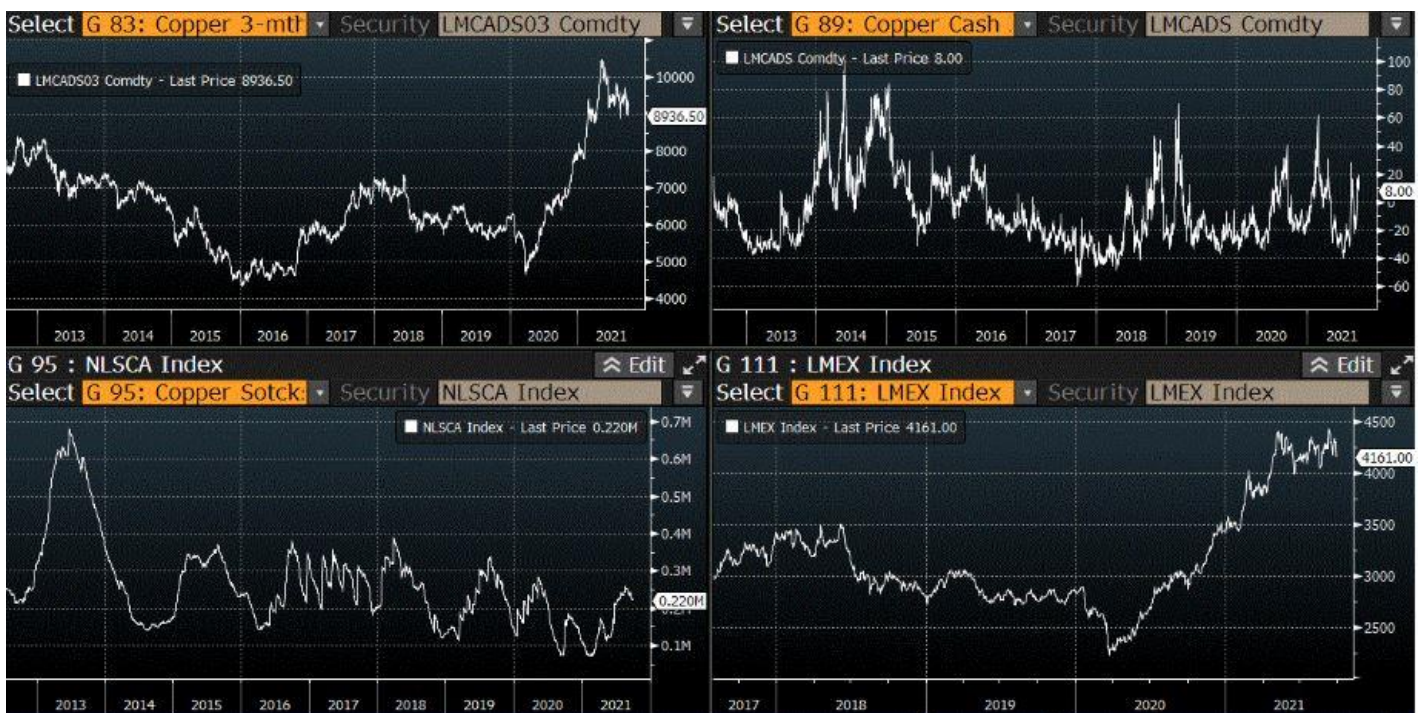 Select G 83: Copper 3-mth Security LMCADS03 Comdty
LMCADS03 Comdty - Last Price 8936.50
10000
8936.50
8000
7000
6000
5000
4000
2013 2014 2015 2016 2017 2018 2019 2020 2021
Select G 89: Copper Cash Security LMCADS Comdty
LMCADS Comdty - Last Price 8.00
100
80
60
40
20
8.00
0
-20
-40
-60
2013 2014 2015 2016 2017 2018 2019 2020 2021
G 95 : NLSCA Index Edit
Select G 95: Copper Sotck: Security NLSCA Index
NLSCA Index - Last Price 0.220M
0.7M
0.6M
0.5M
0.4M
0.3M
0.220M
0.2M
0.1M
2013 2014 2015 2016 2017 2018 2019 2020 2021
G 111 : LMEX Index Edit
Select G 111: LMEX Index Security LMEX Index
LMEX Index - Last Price 4161.00
4500
4161.00
4000
3500
3000
2500
2017 2018 2019 2020 2021